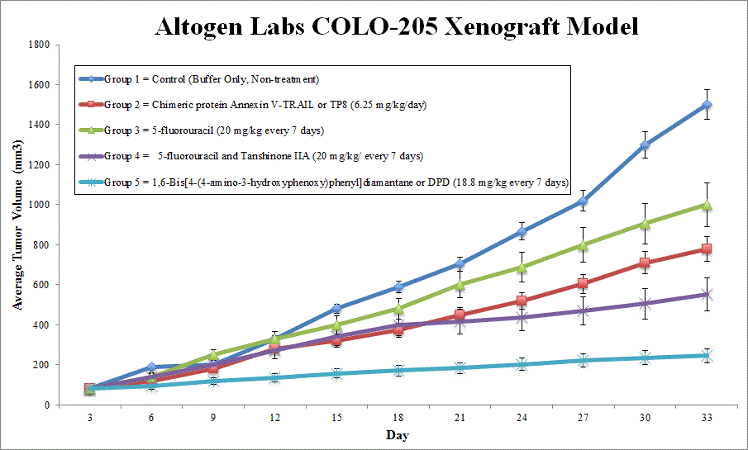 Altogen Labs COLO-205 Xenograft Model
Average Tumor Volume (mm3)
1800
1600
1400
1200
1000
800
600
400
200
0
Group 1 = Control (Buffer Only, Non-treatment)
Group 2 = Chimeric protein Annexin V-TRAIL or TP8 (6.25 mg/kg/day)
Group 3 = 5-fluorouracil (20 mg/kg every 7 days)
Group 4 = 5-fluorouracil and Tanshinone IIA (20 mg/kg/ every 7 days)
Group 5 = 1,6-Bis[4-(4-amino-3-hydroxyphenoxy)phenyl]diamantane or DPD (18.8 mg/kg every 7 days)
3 6 9 12 15 18 21 24 27 30 33
Day